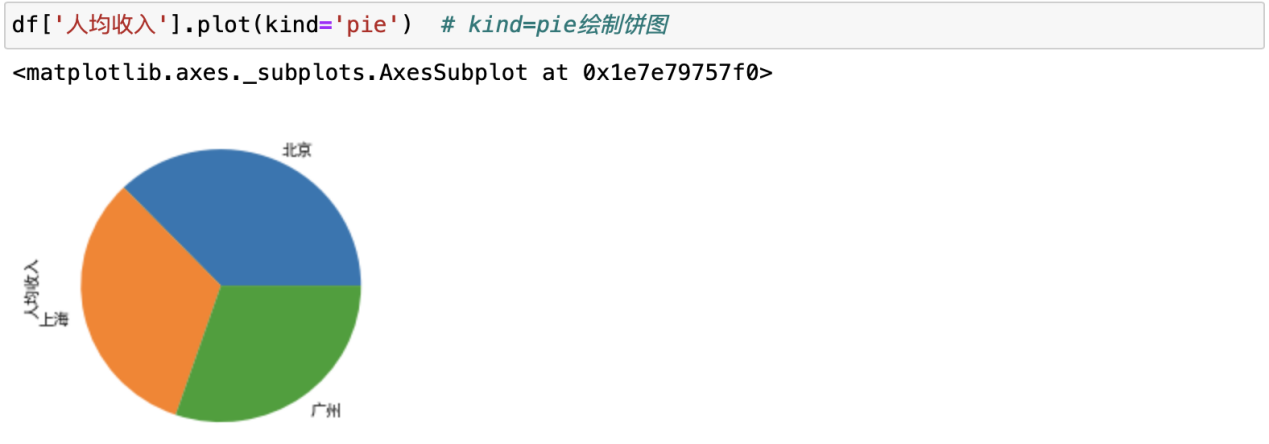 df['人均收入'].plot(kind='pie')  # kind=pie绘制饼图
<matplotlib.axes._subplots.AxesSubplot at 0x1e7e79757f0>
北京
人均收入
上海
广州